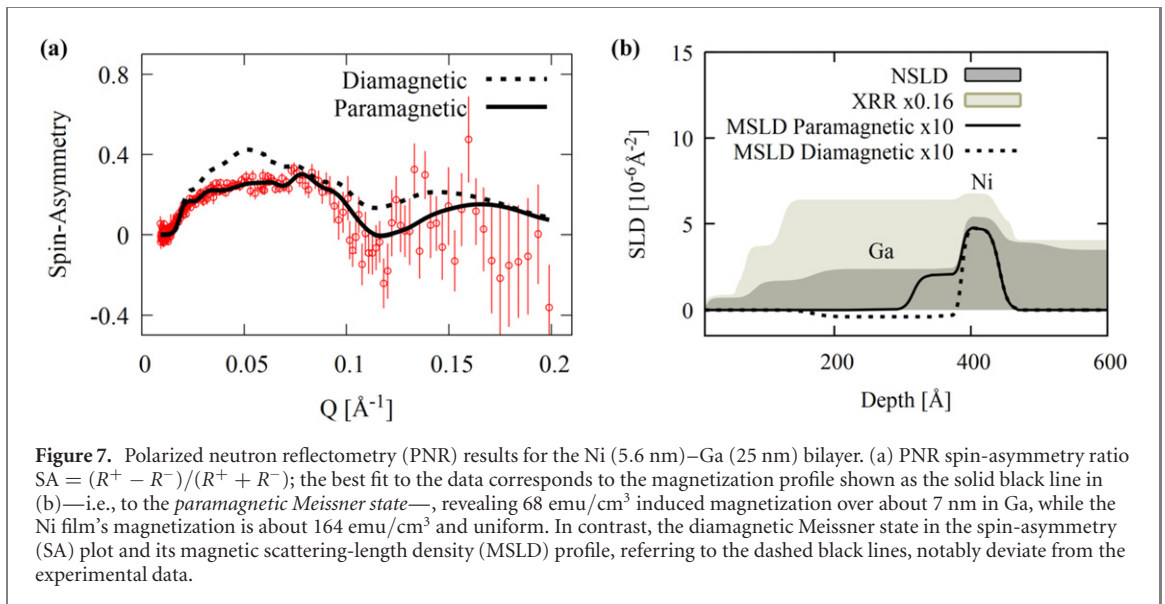 (a)
0.8
0.4
0
-0.4
Spin-Asymmetry
Diamagnetic
Paramagnetic
0
0.05
0.1
0.15
0.2
Q [Å⁻¹]
(b)
15
10
5
0
SLD [10⁻⁶Å⁻²]
NSLD
XRR x0.16
MSLD Paramagnetic x10
MSLD Diamagnetic x10
Ni
Ga
200
400
600
Depth [Å]
Figure 7. Polarized neutron reflectometry (PNR) results for the Ni (5.6 nm)–Ga (25 nm) bilayer. (a) PNR spin-asymmetry ratio
SA = (R⁺ − R⁻)/(R⁺ + R⁻); the best fit to the data corresponds to the magnetization profile shown as the solid black line in
(b)—i.e., to the paramagnetic Meissner state—, revealing 68 emu/cm³ induced magnetization over about 7 nm in Ga, while the
Ni film's magnetization is about 164 emu/cm³ and uniform. In contrast, the diamagnetic Meissner state in the spin-asymmetry
(SA) plot and its magnetic scattering-length density (MSLD) profile, referring to the dashed black lines, notably deviate from the
experimental data.